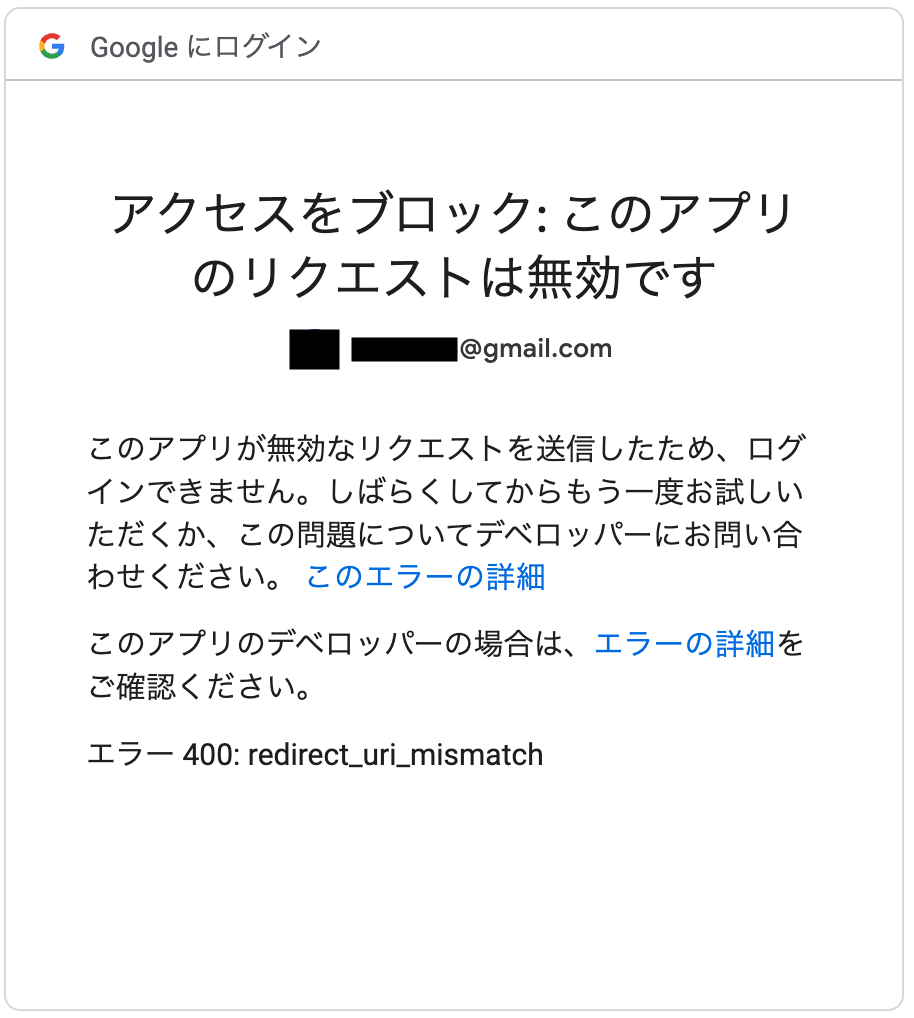 Google にログイン
アクセスをブロック: このアプリ
のリクエストは無効です
@gmail.com
このアプリが無効なリクエストを送信したため、ログ
インできません。しばらくしてからもう一度お試しい
ただくか、この問題についてデベロッパーにお問い合
わせください。 このエラーの詳細
このアプリのデベロッパーの場合は、エラーの詳細を
ご確認ください。
エラー 400: redirect_uri_mismatch